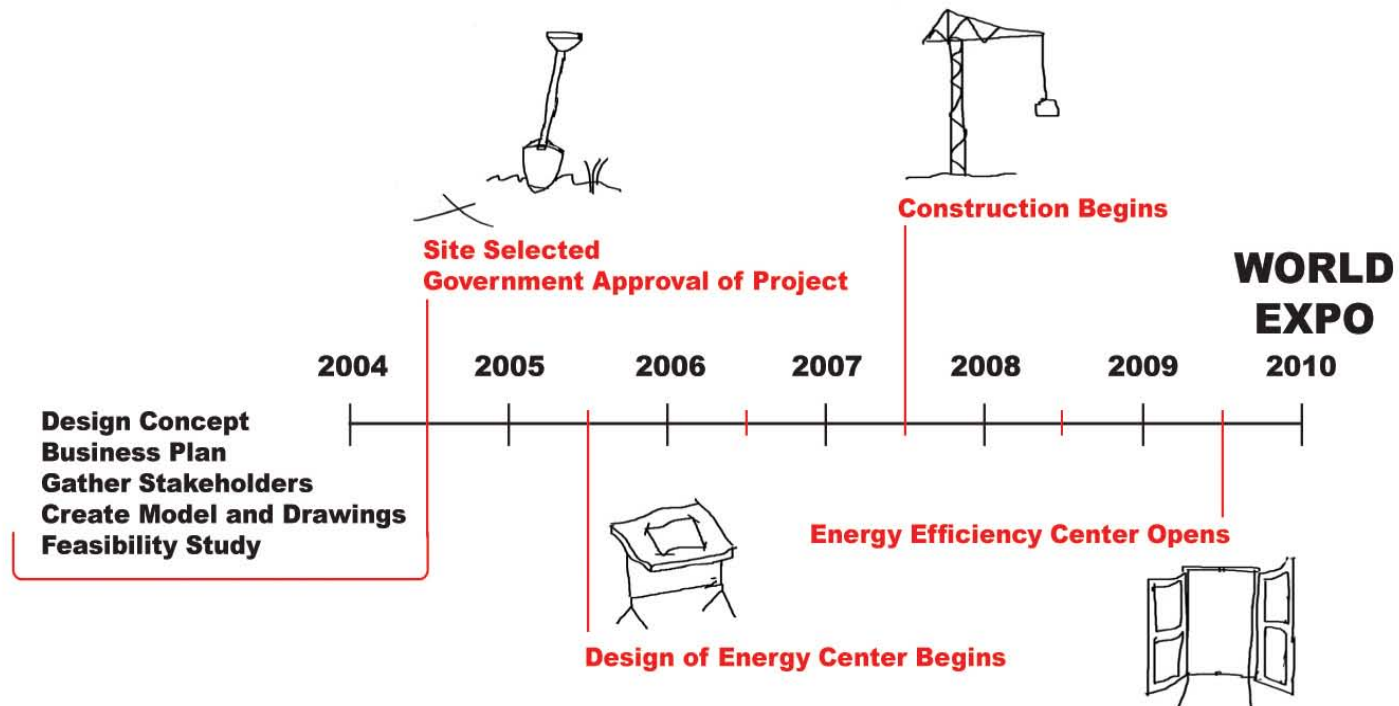 Construction Begins
Site Selected
Government Approval of Project
WORLD
EXPO
2004 2005 2006 2007 2008 2009 2010
Design Concept
Business Plan
Gather Stakeholders
Create Model and Drawings
Feasibility Study
Energy Efficiency Center Opens
Design of Energy Center Begins